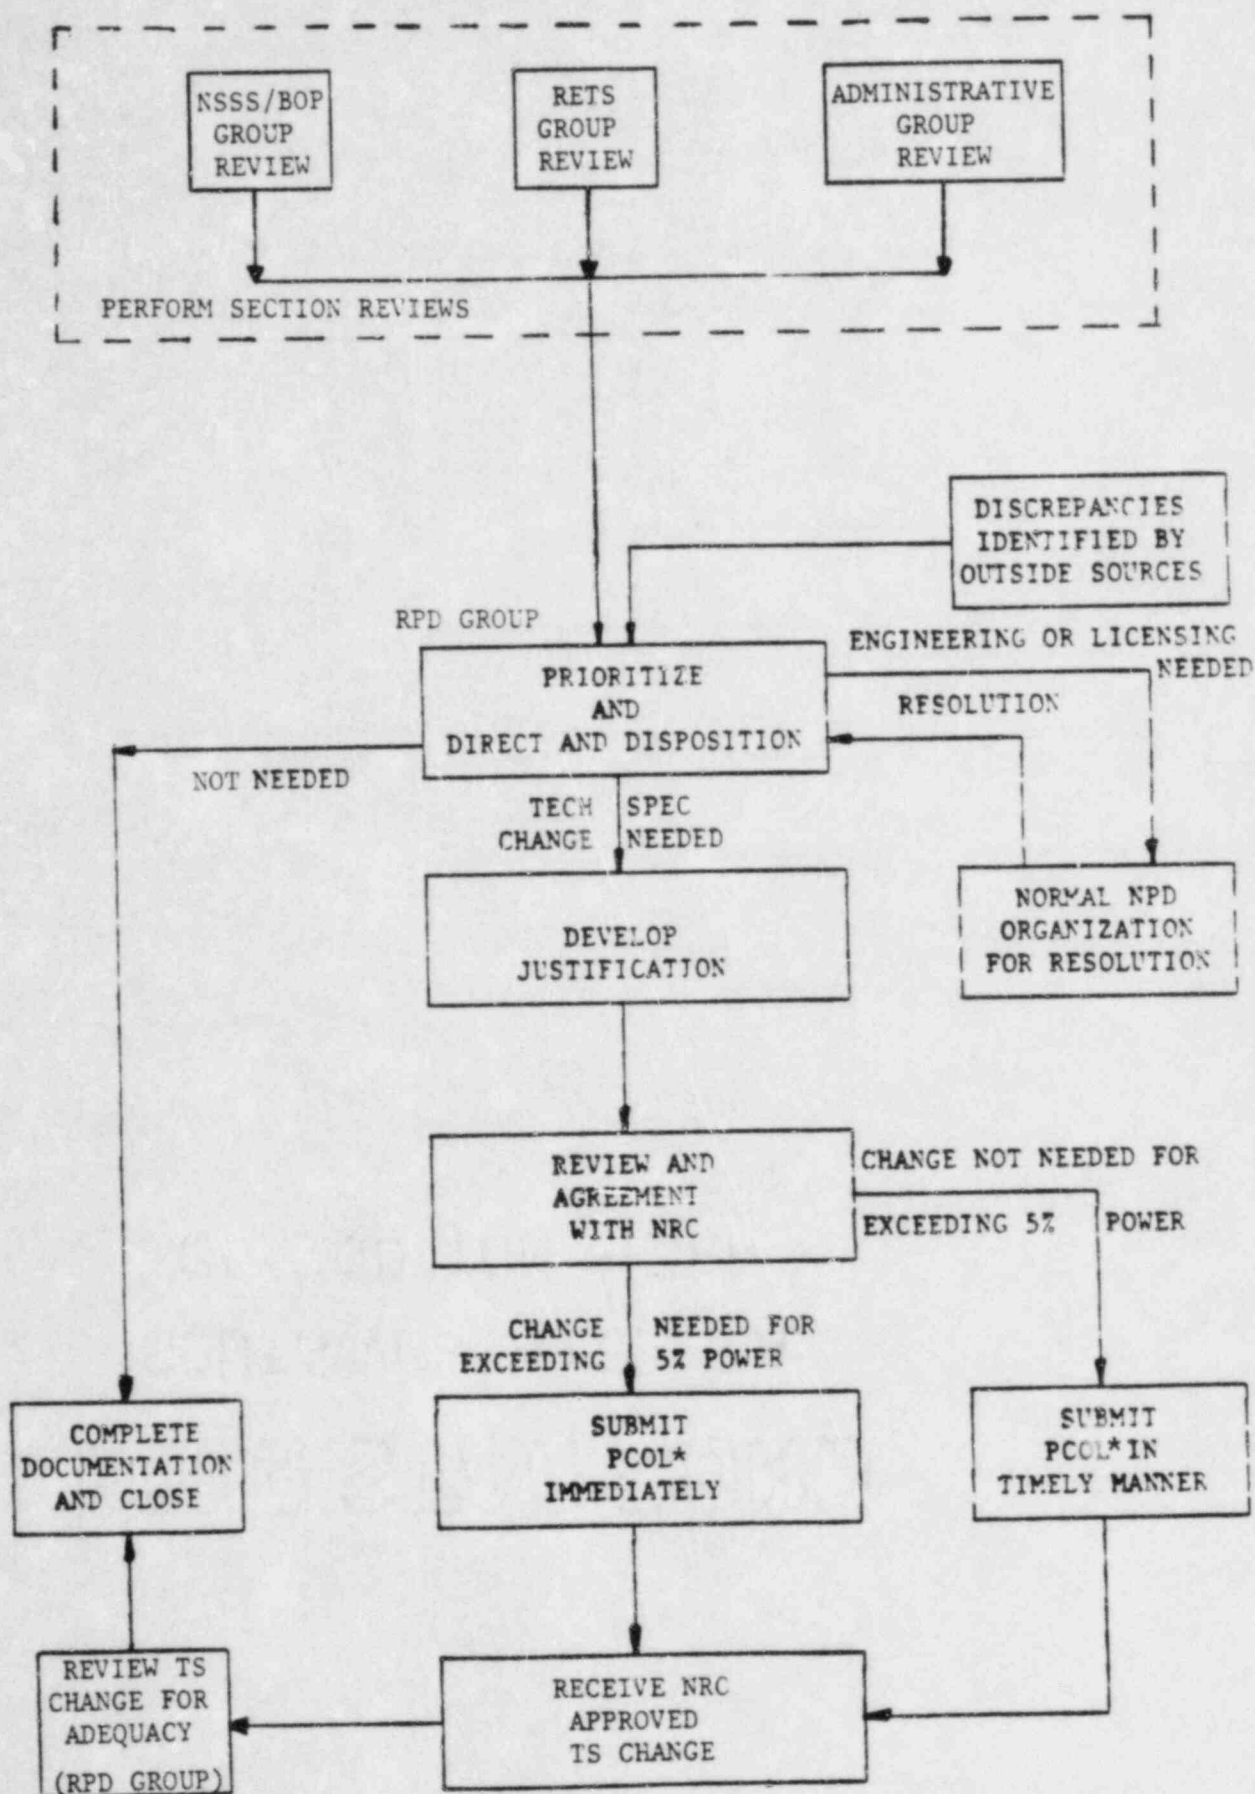 NSSS/BOP
GROUP
REVIEW
RETS
GROUP
REVIEW
ADMINISTRATIVE
GROUP
REVIEW
PERFORM SECTION REVIEWS
DISCREPANCIES
IDENTIFIED BY
OUTSIDE SOURCES
RPD GROUP
PRIORITIZE
AND
DIRECT AND DISPOSITION
ENGINEERING OR LICENSING
NEEDED
RESOLUTION
NOT NEEDED
TECH SPEC
CHANGE NEEDED
NORMAL NPD
ORGANIZATION
FOR RESOLUTION
DEVELOP
JUSTIFICATION
REVIEW AND
AGREEMENT
WITH NRC
CHANGE NOT NEEDED FOR
EXCEEDING 5% POWER
CHANGE NEEDED FOR
EXCEEDING 5% POWER
COMPLETE
DOCUMENTATION
AND CLOSE
SUBMIT
PCOL*
IMMEDIATELY
SUBMIT
PCOL* IN
TIMELY MANNER
REVIEW TS
CHANGE FOR
ADEQUACY
(RPD GROUP)
RECEIVE NRC
APPROVED
TS CHANGE